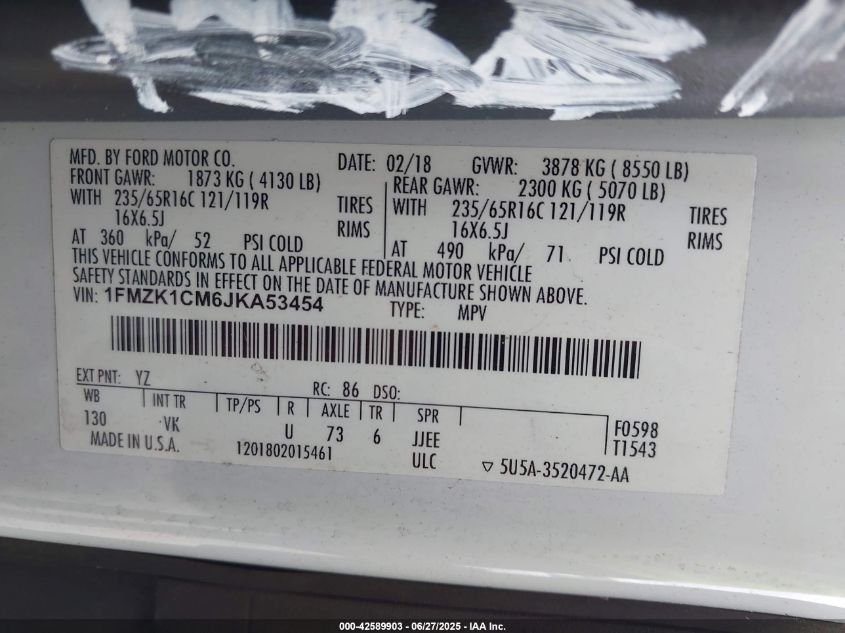 MFD. BY FORD MOTOR CO. DATE: 02/18 GVWR: 3878 KG ( 8550 LB)
FRONT GAWR: 1873 KG ( 4130 LB) REAR GAWR: 2300 KG ( 5070 LB)
WITH 235/65R16C 121/119R TIRES WITH 235/65R16C 121/119R TIRES
16X6.5J RIMS 16X6.5J RIMS
AT 360 kPa/ 52 PSI COLD AT 490 kPa/ 71 PSI COLD
THIS VEHICLE CONFORMS TO ALL APPLICABLE FEDERAL MOTOR VEHICLE
SAFETY STANDARDS IN EFFECT ON THE DATE OF MANUFACTURE SHOWN ABOVE.
VIN: 1FMZK1CM6JKA53454 TYPE: MPV
EXT PNT: YZ RC: 86 DSO:
WB INT TR TP/PS R AXLE TR SPR F0598
130 VK U 73 6 JJEE T1543
MADE IN U.S.A. 1201802015461 ULC ▽ 5U5A-3520472-AA
000-42589903 - 06/27/2025 - IAA Inc.